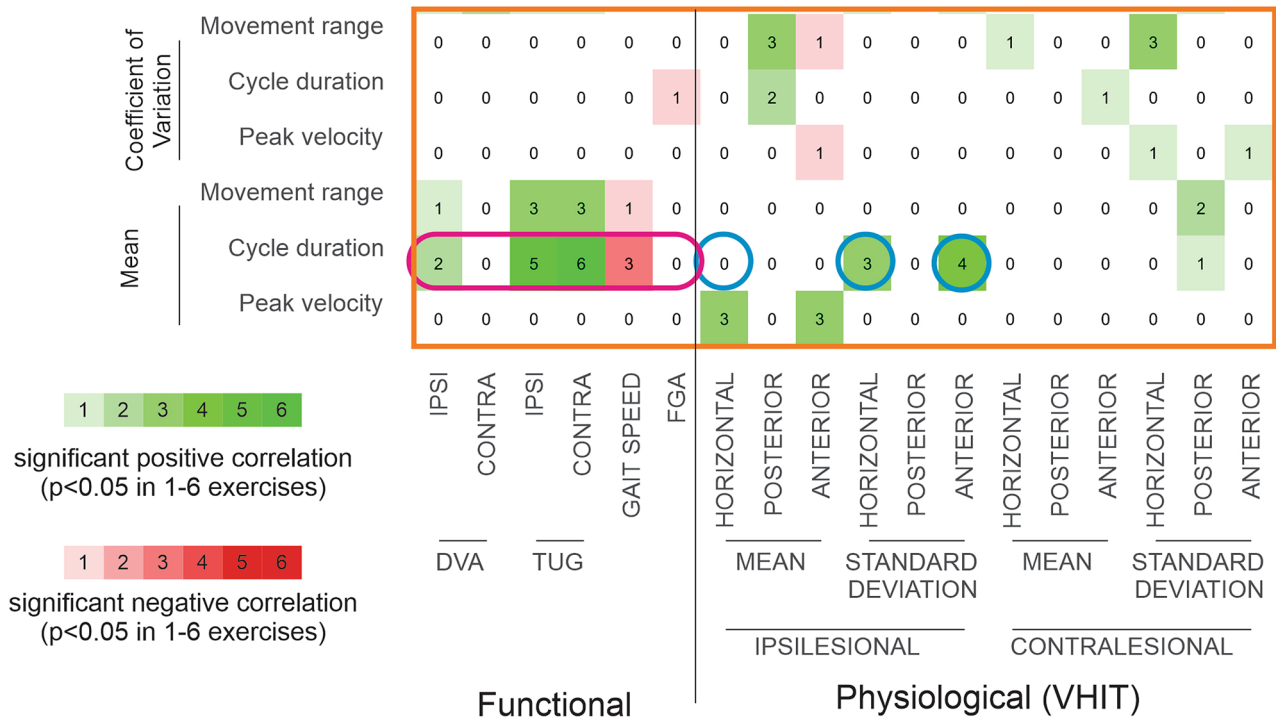 Coefficient of
Variation
Movement range
0 0 0 0 0 0 0 3 1 0 0 0 1 0 0 3 0 0
Cycle duration
0 0 0 0 0 1 0 2 0 0 0 0 0 0 1 0 0 0
Peak velocity
0 0 0 0 0 0 0 0 1 0 0 0 0 0 0 1 0 1
Mean
Movement range
1 0 3 3 1 0 0 0 0 0 0 0 0 0 0 0 2 0
Cycle duration
2 0 5 6 3 0 0 0 0 3 0 4 0 0 0 0 1 0
Peak velocity
0 0 0 0 0 0 3 0 3 0 0 0 0 0 0 0 0 0
IPSI CONTRA IPSI CONTRA GAIT SPEED FGA HORIZONTAL POSTERIOR ANTERIOR HORIZONTAL POSTERIOR ANTERIOR HORIZONTAL POSTERIOR ANTERIOR HORIZONTAL POSTERIOR ANTERIOR
1 2 3 4 5 6
significant positive correlation
(p<0.05 in 1-6 exercises)
1 2 3 4 5 6
significant negative correlation
(p<0.05 in 1-6 exercises)
DVA TUG MEAN STANDARD MEAN STANDARD
DEVIATION DEVIATION
IPSILESIONAL CONTRALESIONAL
Functional Physiological (VHIT)